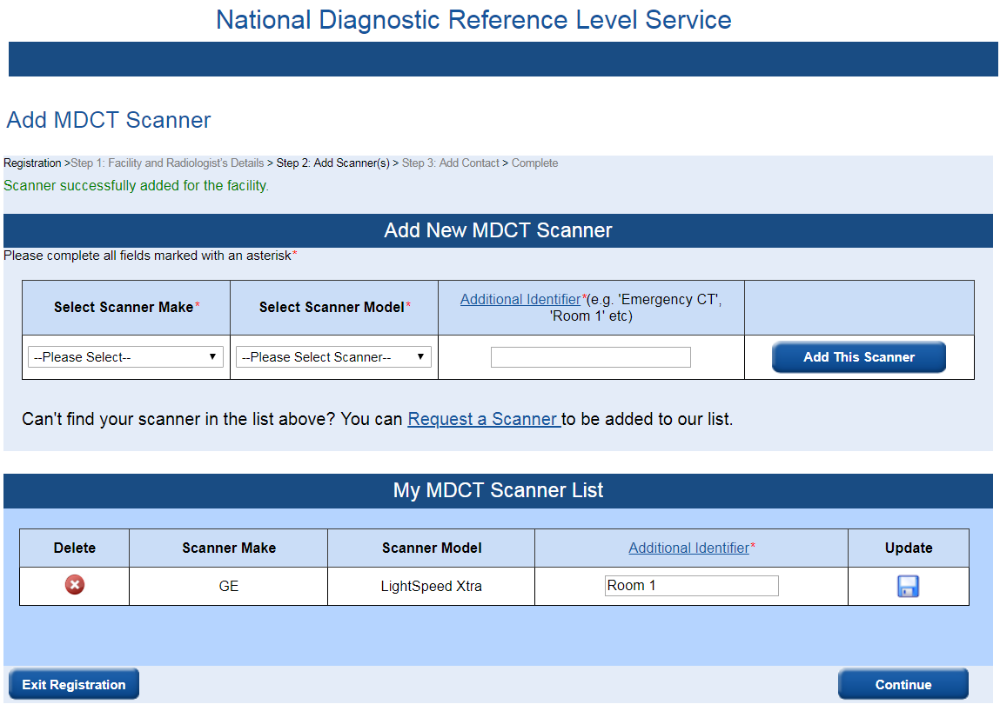 National Diagnostic Reference Level Service
Add MDCT Scanner
Registration >Step 1: Facility and Radiologist's Details > Step 2: Add Scanner(s) > Step 3: Add Contact > Complete
Scanner successfully added for the facility.
Add New MDCT Scanner
Please complete all fields marked with an asterisk*
Select Scanner Make* Select Scanner Model* Additional Identifier*(e.g. 'Emergency CT',
'Room 1' etc)
--Please Select-- --Please Select Scanner-- Add This Scanner
Can't find your scanner in the list above? You can Request a Scanner to be added to our list.
My MDCT Scanner List
Delete Scanner Make Scanner Model Additional Identifier* Update
GE LightSpeed Xtra Room 1
Exit Registration Continue